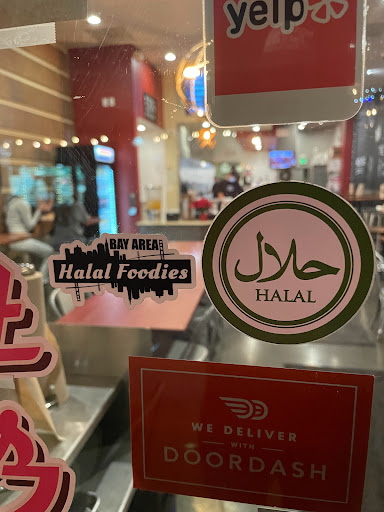 yelp
BAY AREA
Halal Foodies
حلال
HALAL
WE DELIVER
WITH
DOORDASH